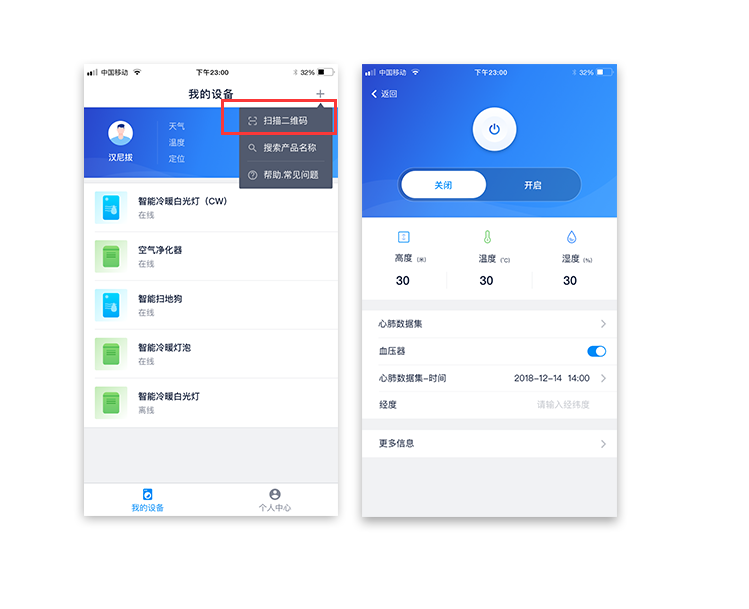 中国移动
下午23:00
32%
我的设备
+
扫描二维码
搜索产品名称
帮助.常见问题
汉尼拔
天气
温度
定位
智能冷暖白光灯（CW）
在线
空气净化器
在线
智能扫地狗
在线
智能冷暖灯泡
在线
智能冷暖白光灯
离线
我的设备
个人中心
中国移动
下午23:00
32%
返回
关闭
开启
高度 (米)
温度 (℃)
湿度 (%)
30
30
30
心肺数据集
血压器
心肺数据集-时间
2018-12-14 14:00
经度
请输入经纬度
更多信息